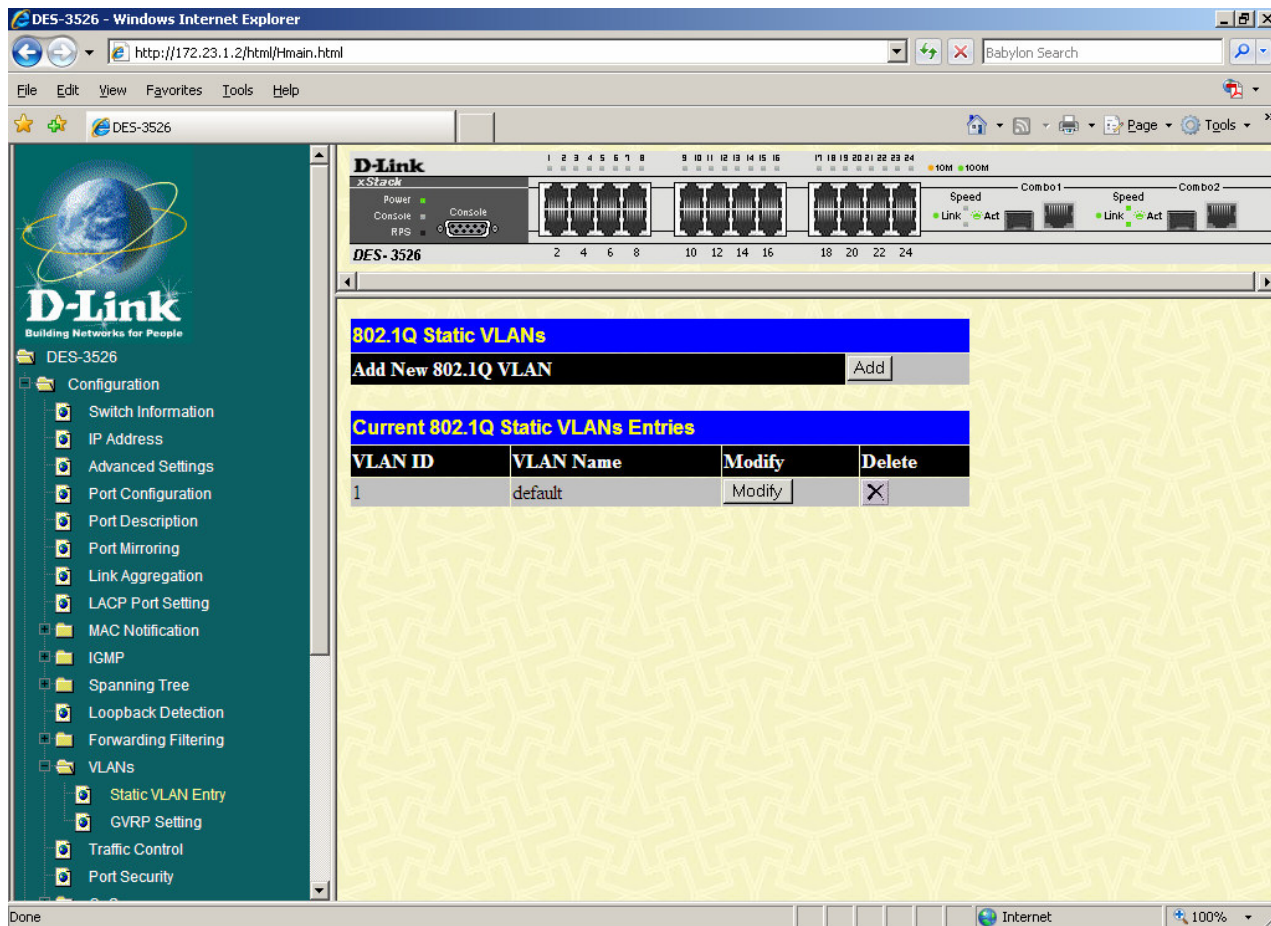 DES-3526 - Windows Internet Explorer
http://172.23.1.2/html/Hmain.html
Babylon Search
File Edit View Favorites Tools Help
DES-3526
Page Tools
D-Link
Building Networks for People
DES-3526
Configuration
Switch Information
IP Address
Advanced Settings
Port Configuration
Port Description
Port Mirroring
Link Aggregation
LACP Port Setting
MAC Notification
IGMP
Spanning Tree
Loopback Detection
Forwarding Filtering
VLANs
Static VLAN Entry
GVRP Setting
Traffic Control
Port Security
D-Link
1 2 3 4 5 6 7 8 9 10 11 12 13 14 15 16 17 18 19 20 21 22 23 24
10M 100M
xStack
Power
Console
RPS
Console
Combo1
Combo2
Speed
Link Act
Speed
Link Act
DES-3526
2 4 6 8 10 12 14 16 18 20 22 24
802.1Q Static VLANs
Add New 802.1Q VLAN Add
Current 802.1Q Static VLANs Entries
VLAN ID VLAN Name Modify Delete
1 default Modify
Done
Internet
100%